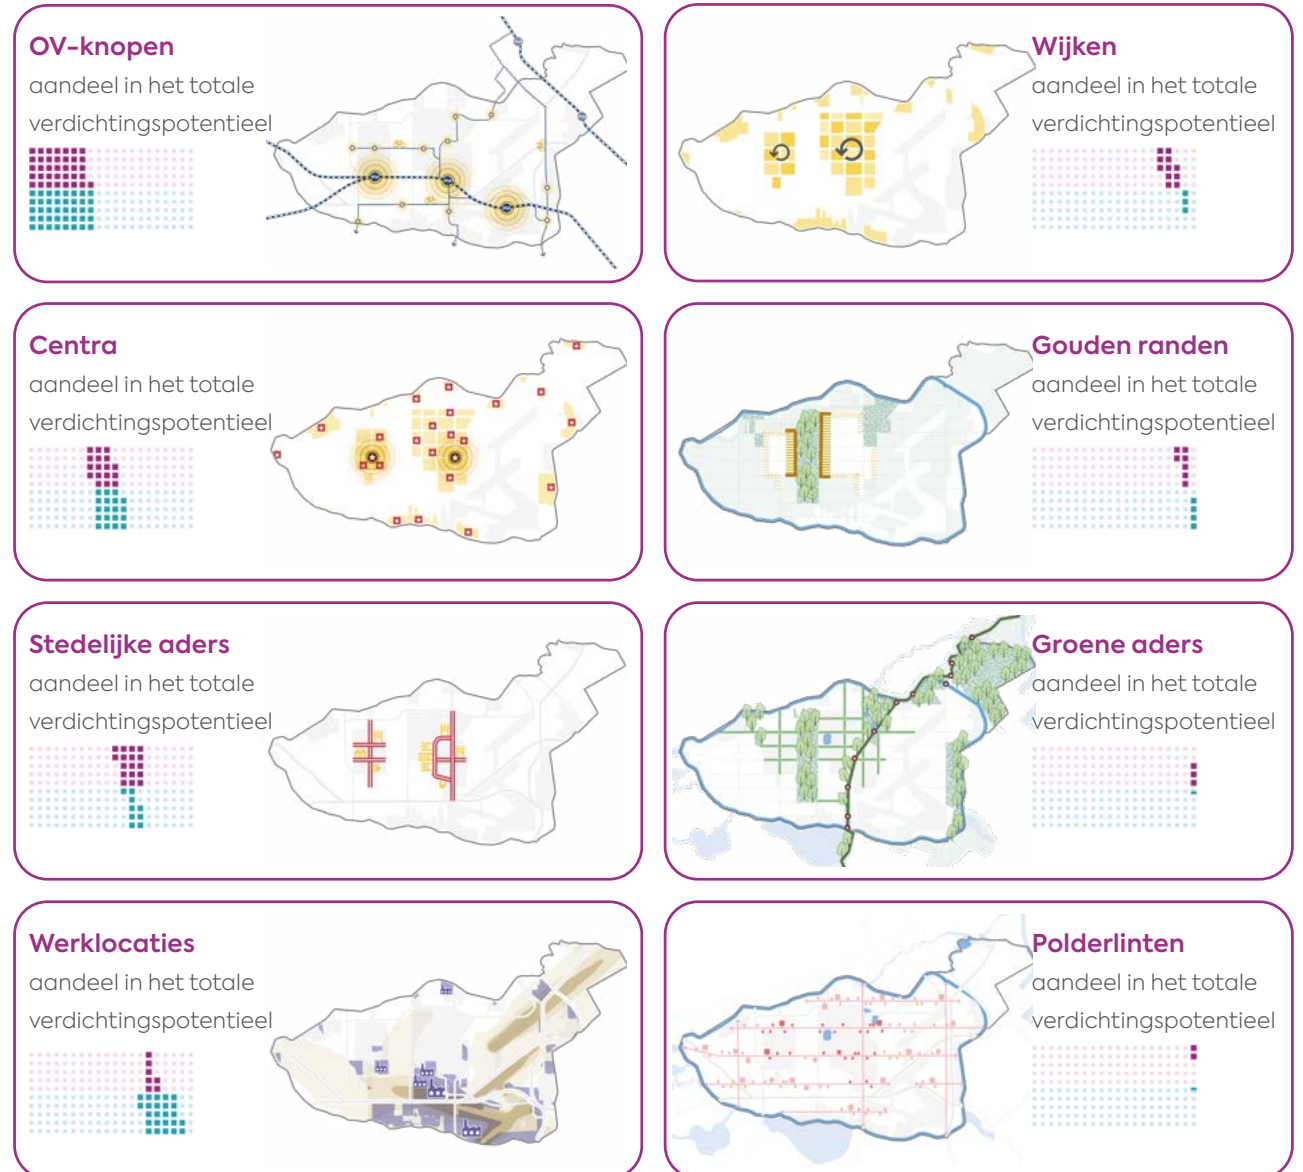 OV-knopen
aandeel in het totale
verdichtingspotentieel
Wijken
aandeel in het totale
verdichtingspotentieel
Centra
aandeel in het totale
verdichtingspotentieel
Gouden randen
aandeel in het totale
verdichtingspotentieel
Stedelijke aders
aandeel in het totale
verdichtingspotentieel
Groene aders
aandeel in het totale
verdichtingspotentieel
Werklocaties
aandeel in het totale
verdichtingspotentieel
Polderlinten
aandeel in het totale
verdichtingspotentieel